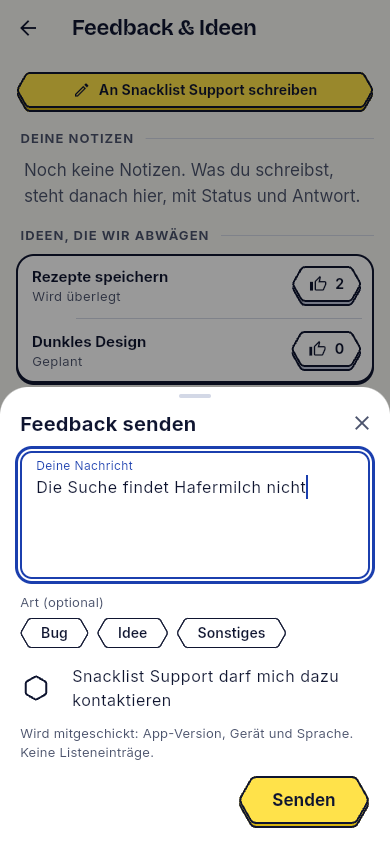 Feedback & Ideen
An Snacklist Support schreiben
DEINE NOTIZEN
Noch keine Notizen. Was du schreibst,
steht danach hier, mit Status und Antwort.
IDEEN, DIE WIR ABWÄGEN
Rezepte speichern
Wird überlegt
2
Dunkles Design
Geplant
0
Feedback senden
Deine Nachricht
Die Suche findet Hafermilch nicht
Art (optional)
Bug
Idee
Sonstiges
Snacklist Support darf mich dazu
kontaktieren
Wird mitgeschickt: App-Version, Gerät und Sprache.
Keine Listeneinträge.
Senden